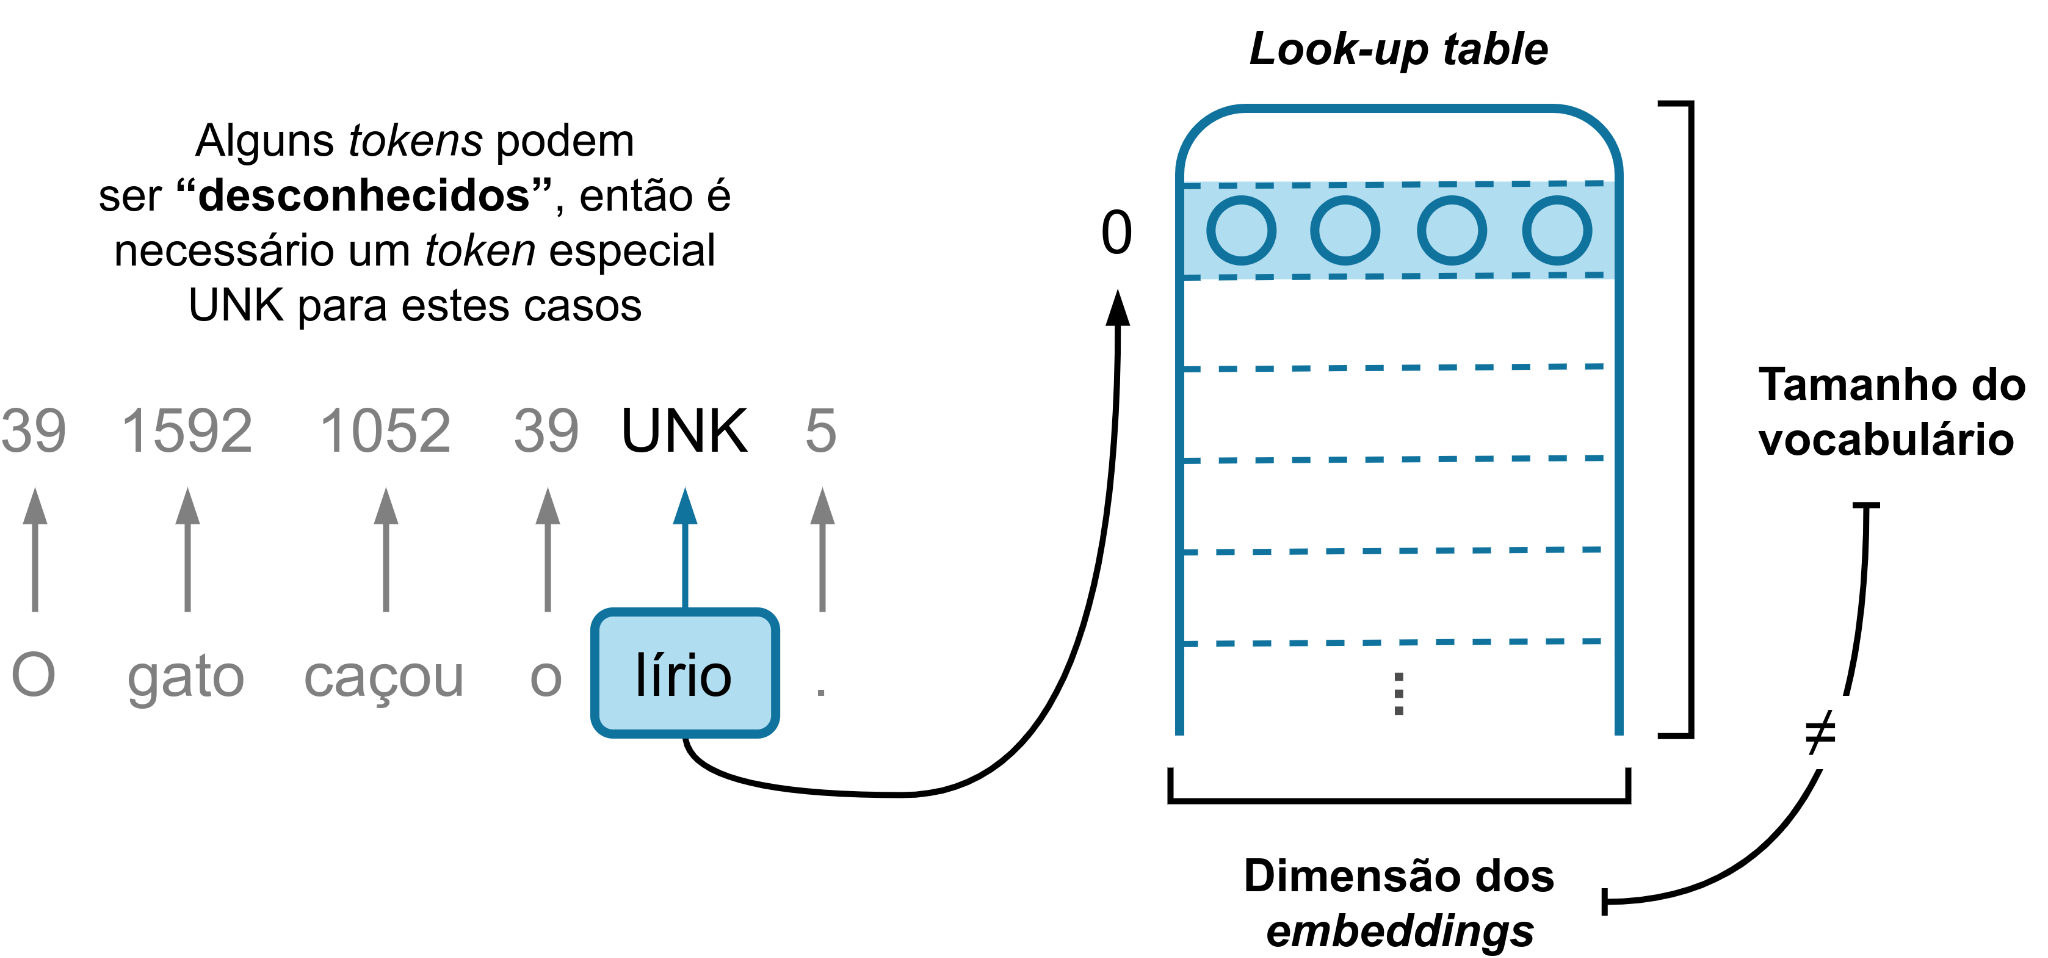 Look-up table
Alguns tokens podem
ser “desconhecidos”, então é
necessário um token especial
UNK para estes casos
0
39 1592 1052 39 UNK 5
O gato caçou o lírio .
Tamanho do
vocabulário
≠
Dimensão dos
embeddings